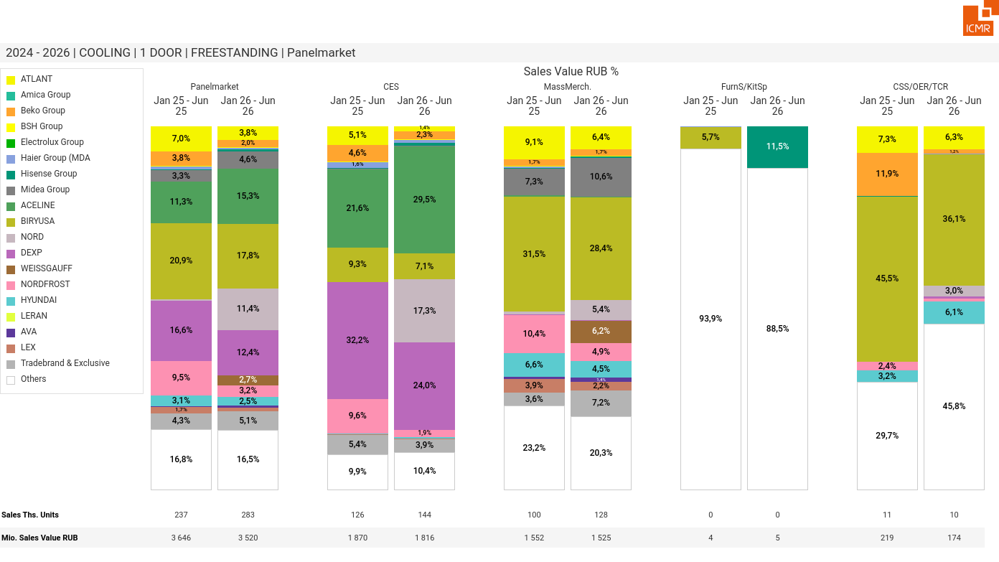 ICMR
2024 - 2026 | COOLING | 1 DOOR | FREESTANDING | Panelmarket
ATLANT
Amica Group
Beko Group
BSH Group
Electrolux Group
Haier Group (MDA
Hisense Group
Midea Group
ACELINE
BIRYUSA
NORD
DEXP
WEISSGAUFF
NORDFROST
HYUNDAI
LERAN
AVA
LEX
Tradebrand & Exclusive
Others
Sales Value RUB %
Panelmarket
Jan 25 - Jun
25
7,0%
3,8%
3,3%
11,3%
20,9%
16,6%
9,5%
3,1%
1,7%
4,3%
16,8%
Jan 26 - Jun
26
3,8%
2,0%
4,6%
15,3%
17,8%
11,4%
12,4%
2,7%
3,2%
2,5%
5,1%
16,5%
CES
Jan 25 - Jun
25
5,1%
4,6%
1,6%
21,6%
9,3%
32,2%
9,6%
5,4%
9,9%
Jan 26 - Jun
26
1,4%
2,3%
29,5%
7,1%
17,3%
24,0%
1,9%
3,9%
10,4%
MassMerch.
Jan 25 - Jun
25
9,1%
1,7%
7,3%
31,5%
10,4%
6,6%
3,9%
3,6%
23,2%
Jan 26 - Jun
26
6,4%
1,7%
10,6%
28,4%
5,4%
6,2%
4,9%
4,5%
1,4%
2,2%
7,2%
20,3%
FurnS/KitSp
Jan 25 - Jun
25
5,7%
93,9%
Jan 26 - Jun
26
11,5%
88,5%
CSS/OER/TCR
Jan 25 - Jun
25
7,3%
11,9%
45,5%
2,4%
3,2%
29,7%
Jan 26 - Jun
26
6,3%
1,2%
36,1%
3,0%
6,1%
45,8%
Sales Ths. Units 237 283 126 144 100 128 0 0 11 10
Mio. Sales Value RUB 3 646 3 520 1 870 1 816 1 552 1 525 4 5 219 174